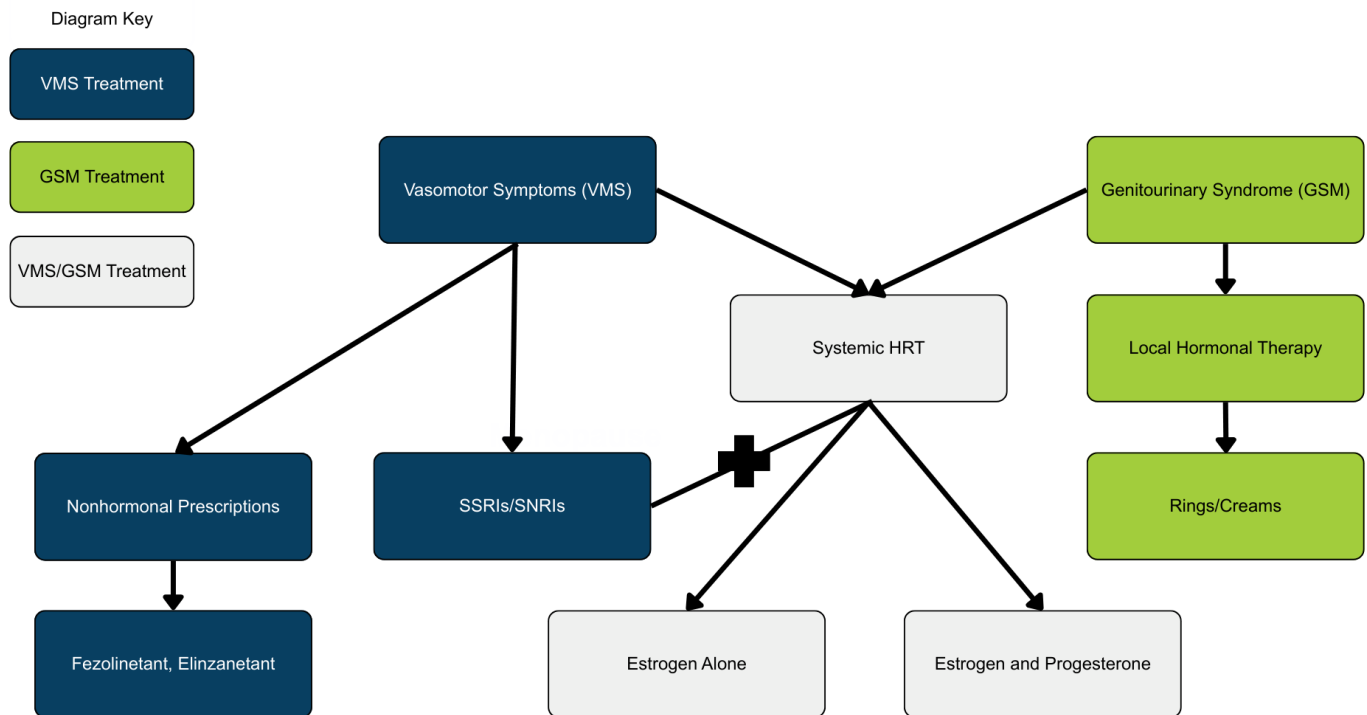 Diagram Key
VMS Treatment
GSM Treatment
VMS/GSM Treatment
Vasomotor Symptoms (VMS)
Genitourinary Syndrome (GSM)
Systemic HRT
Local Hormonal Therapy
Nonhormonal Prescriptions
SSRIs/SNRIs
Rings/Creams
Fezolinetant, Elinzanetant
Estrogen Alone
Estrogen and Progesterone